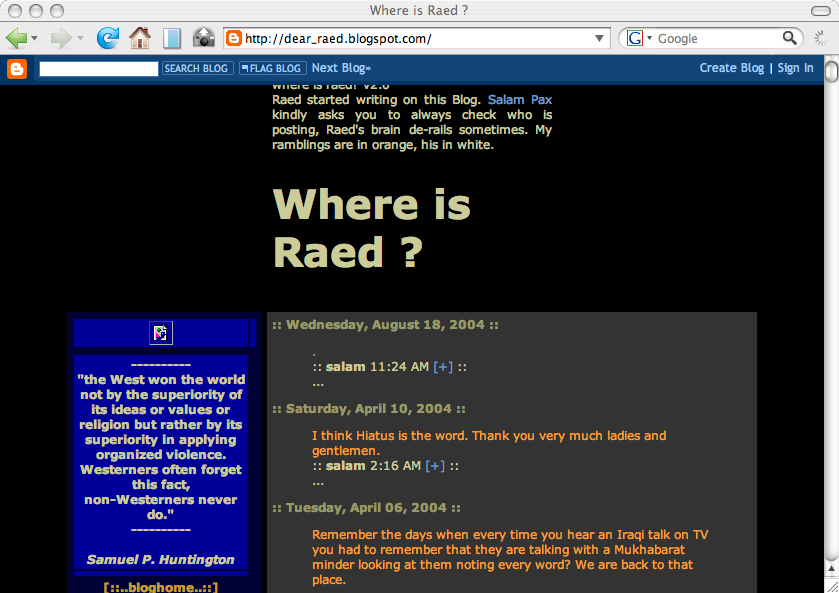 Where is Raed ?
http://dear_raed.blogspot.com/
G
Google
SEARCH BLOG
FLAG BLOG
Next Blog»
Create Blog | Sign In
where is raed? v2.0
Raed started writing on this Blog. Salam Pax
kindly asks you to always check who is
posting, Raed's brain de-rails sometimes. My
ramblings are in orange, his in white.
Where is
Raed ?
----------
"the West won the world
not by the superiority of
its ideas or values or
religion but rather by its
superiority in applying
organized violence.
Westerners often forget
this fact,
non-Westerners never
do."
----------
Samuel P. Huntington
[::..bloghome..::]
:: Wednesday, August 18, 2004 ::
.
:: salam 11:24 AM [+] ::
...
:: Saturday, April 10, 2004 ::
I think Hiatus is the word. Thank you very much ladies and
gentlemen.
:: salam 2:16 AM [+] ::
...
:: Tuesday, April 06, 2004 ::
Remember the days when every time you hear an Iraqi talk on TV
you had to remember that they are talking with a Mukhabarat
minder looking at them noting every word? We are back to that
place.